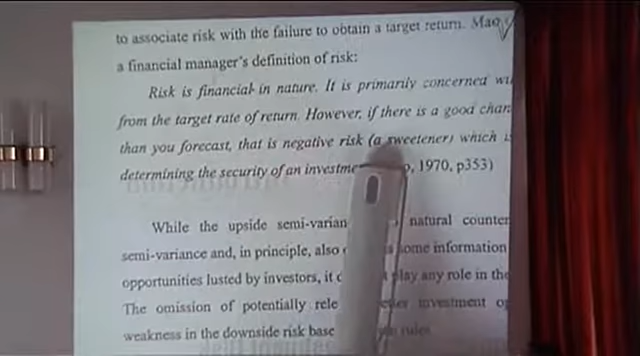 to associate risk with the failure to obtain a target return. Mao
a financial manager's definition of risk:
Risk is financial in nature. It is primarily concerned
from the target rate of return. However, if there is a good
than you forecast, that is negative risk (a sweetener) which
determining the security of an 1970, p353)
While the upside natural
semi-variance and, in principle, also some information
opportunities lusted by investors, it play any role in the
The omission of potentially investment
weakness in the downside risk